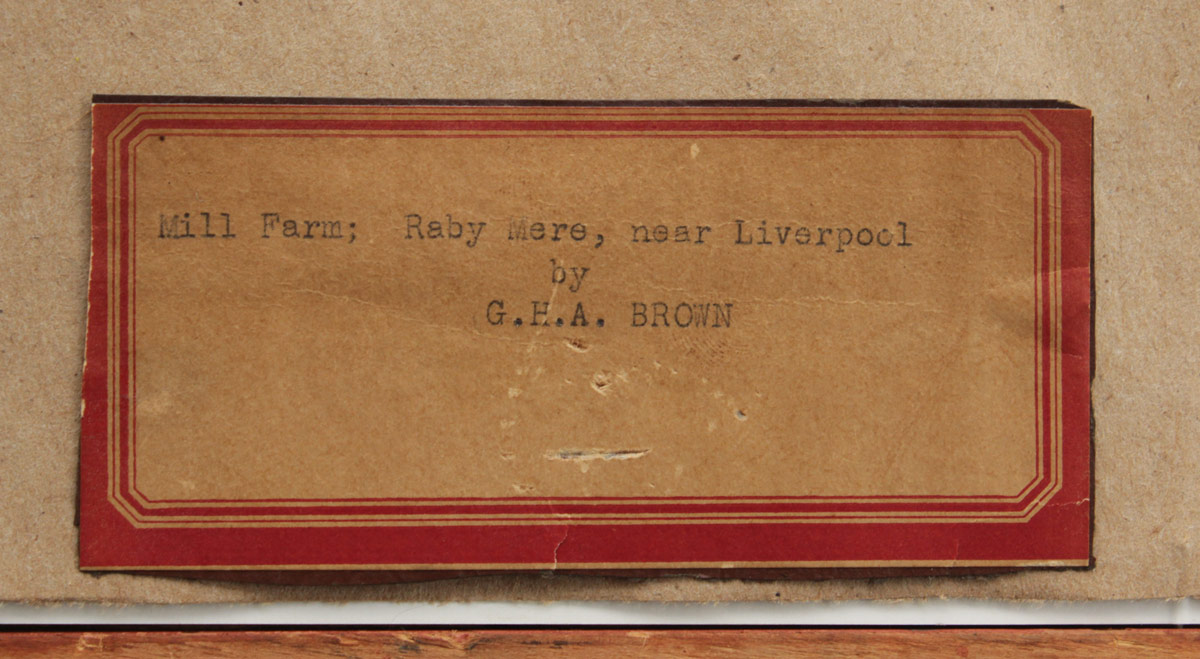 Mill Farm; Raby Mere, near Liverpool
by
G.H.A. BROWN